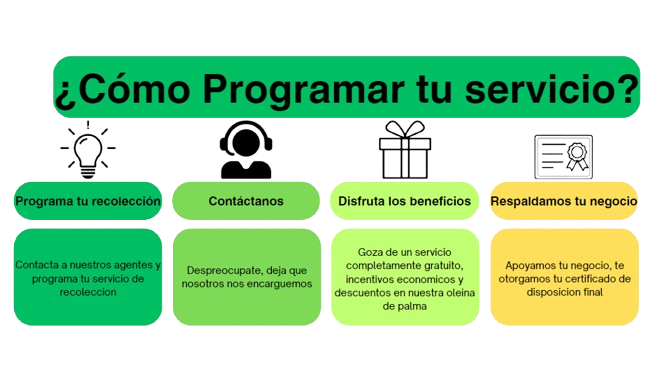 ¿Cómo Programar tu servicio?
Programa tu recolección
Contáctanos
Disfruta los beneficios
Respaldamos tu negocio
Contacta a nuestros agentes y
programa tu servicio de
recoleccion
Despreocupate, deja que
nosotros nos encarguemos
Goza de un servicio
completamente gratuito,
incentivos economicos y
descuentos en nuestra oleina
de palma
Apoyamos tu negocio, te
otorgamos tu certificado de
disposicion final